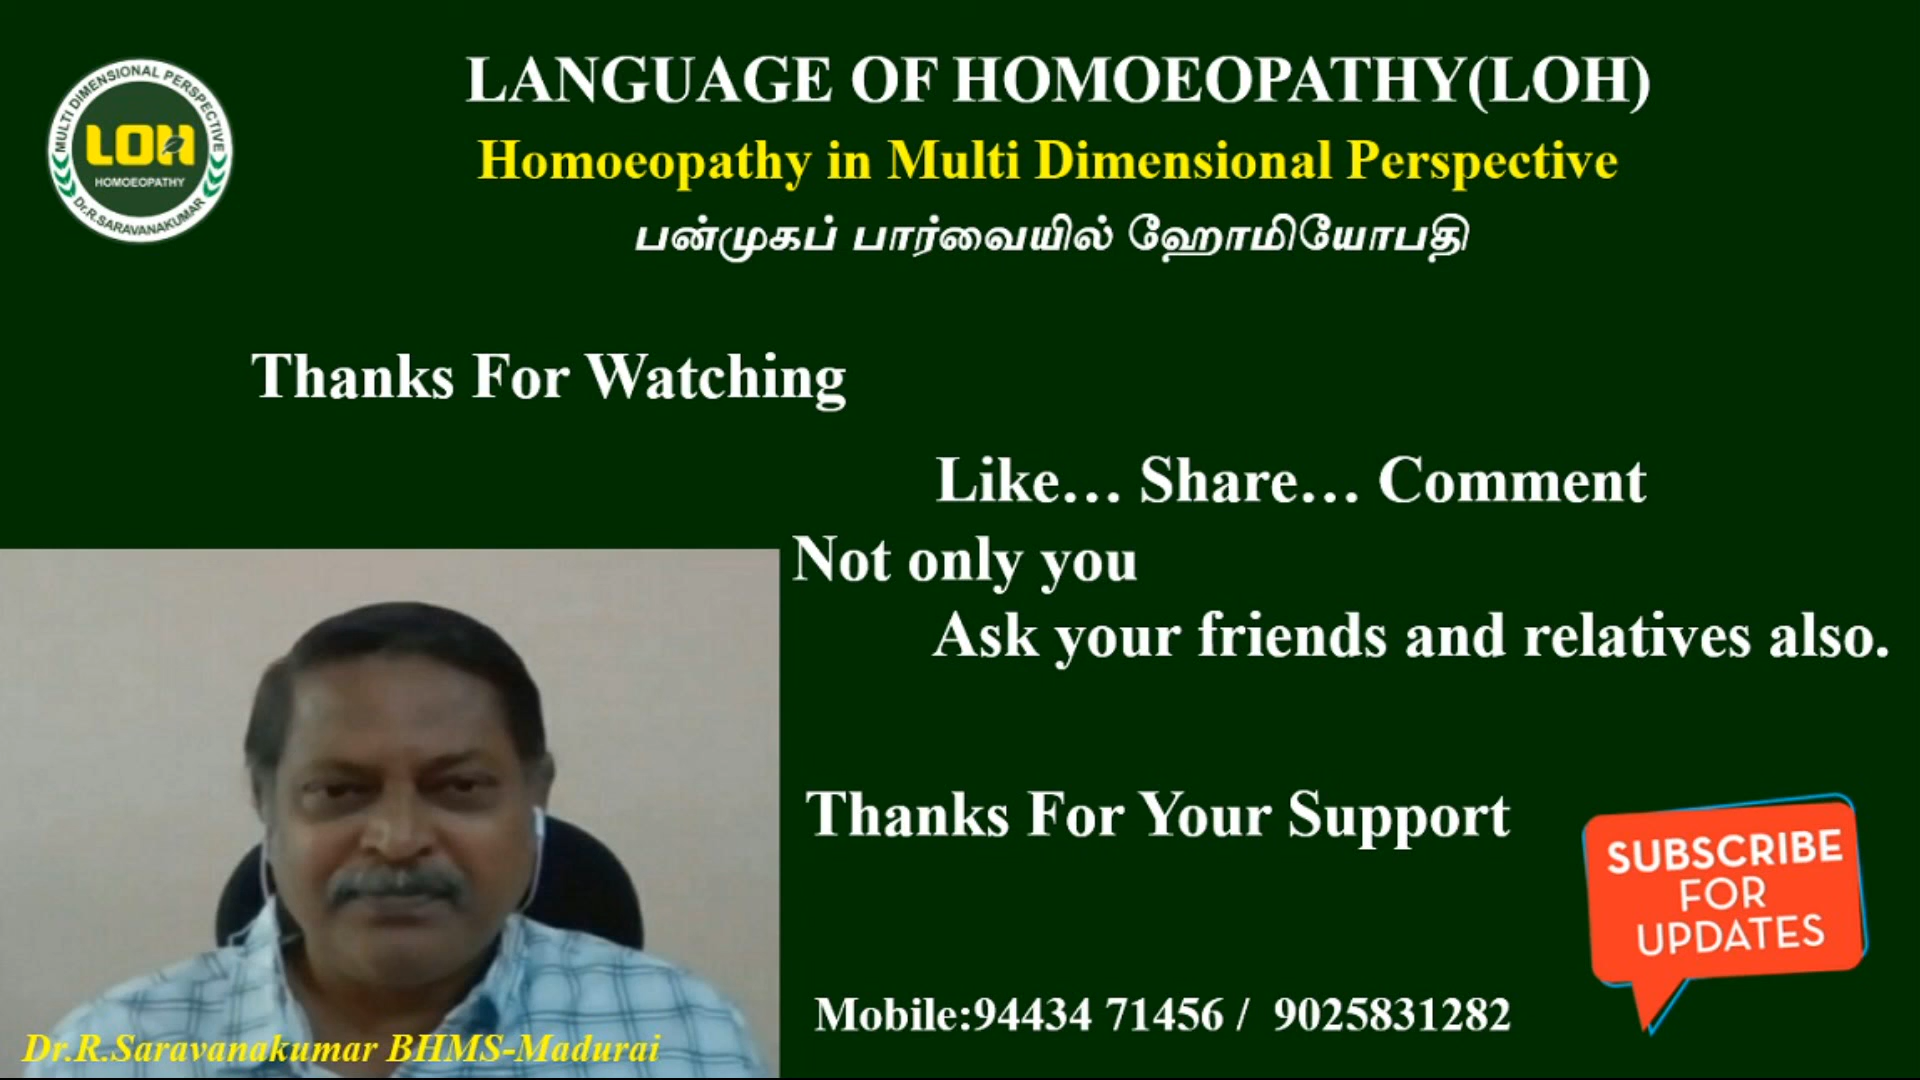 MULTI DIMENSIONAL PERSPECTIVE
LOH
HOMOEOPATHY
Dr.R.SARAVANAKUMAR
LANGUAGE OF HOMOEOPATHY(LOH)
Homoeopathy in Multi Dimensional Perspective
பன்முகப் பார்வையில் ஹோமியோபதி
Thanks For Watching
Like… Share… Comment
Not only you
Ask your friends and relatives also.
Thanks For Your Support
SUBSCRIBE
FOR
UPDATES
Mobile:94434 71456 / 9025831282
Dr.R.Saravanakumar BHMS-Madurai